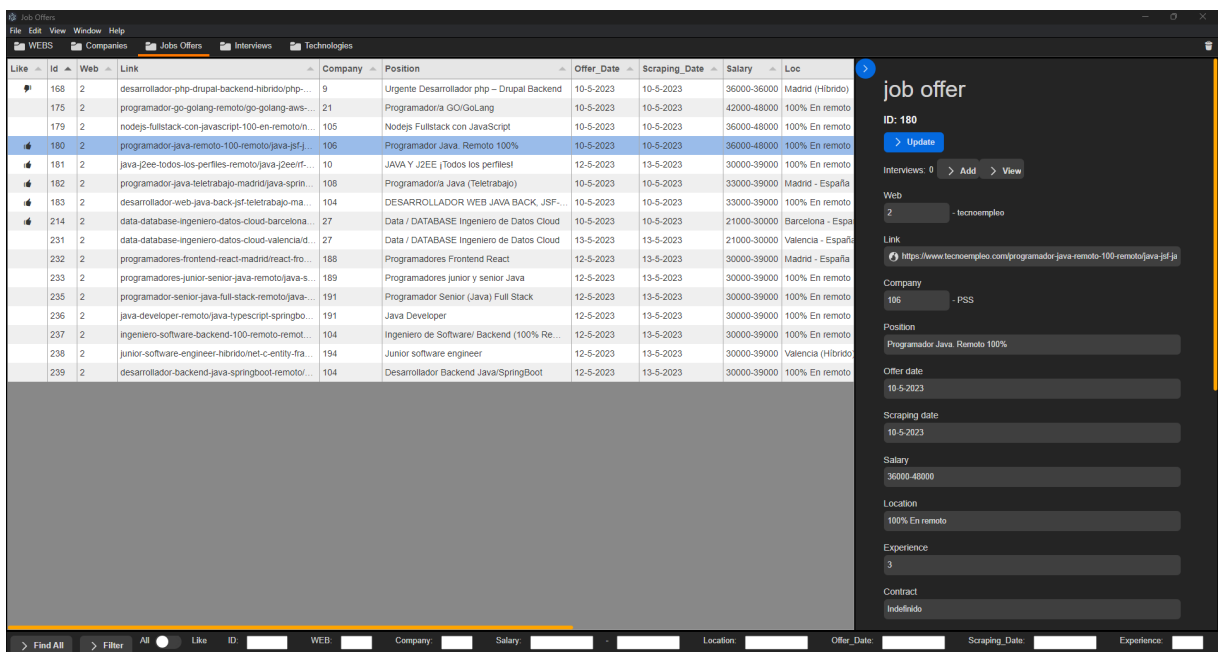 Job Offers
File Edit View Window Help
WEBS Companies Jobs Offers Interviews Technologies
Like Id Web Link Company Position Offer_Date Scraping_Date Salary Loc
168 2 desarrollador-php-drupal-backend-hibrido/php-... 9 Urgente Desarrollador php – Drupal Backend 10-5-2023 10-5-2023 36000-36000 Madrid (Híbrido)
175 2 programador-go-golang-remoto/go-golang-aws-... 21 Programador/a GO/GoLang 10-5-2023 10-5-2023 42000-48000 100% En remoto
179 2 nodejs-fullstack-con-javascript-100-en-remoto/n... 105 Nodejs Fullstack con JavaScript 10-5-2023 10-5-2023 36000-48000 100% En remoto
180 2 programador-java-remoto-100-remoto/java-jsf-j... 106 Programador Java. Remoto 100% 10-5-2023 10-5-2023 36000-48000 100% En remoto
181 2 java-j2ee-todos-los-perfiles-remoto/java-j2ee/rf-... 10 JAVA Y J2EE ¡Todos los perfiles! 12-5-2023 13-5-2023 30000-39000 100% En remoto
182 2 programador-java-teletrabajo-madrid/java-sprin... 108 Programador/a Java (Teletrabajo) 10-5-2023 10-5-2023 33000-39000 Madrid - España
183 2 desarrollador-web-java-back-jsf-teletrabajo-ma... 104 DESARROLLADOR WEB JAVA BACK, JSF-... 10-5-2023 10-5-2023 33000-39000 100% En remoto
214 2 data-database-ingeniero-datos-cloud-barcelona... 27 Data / DATABASE Ingeniero de Datos Cloud 10-5-2023 10-5-2023 21000-30000 Barcelona - Espa
231 2 data-database-ingeniero-datos-cloud-valencia/d... 27 Data / DATABASE Ingeniero de Datos Cloud 13-5-2023 13-5-2023 21000-30000 Valencia - España
232 2 programadores-frontend-react-madrid/react-fro... 188 Programadores Frontend React 12-5-2023 13-5-2023 30000-39000 Madrid - España
233 2 programadores-junior-senior-java-remoto/java-s... 189 Programadores junior y senior Java 12-5-2023 13-5-2023 30000-39000 100% En remoto
235 2 programador-senior-java-full-stack-remoto/java-... 191 Programador Senior (Java) Full Stack 12-5-2023 13-5-2023 30000-39000 100% En remoto
236 2 java-developer-remoto/java-typescript-springbo... 191 Java Developer 12-5-2023 13-5-2023 30000-39000 100% En remoto
237 2 ingeniero-software-backend-100-remoto-remot... 104 Ingeniero de Software/ Backend (100% Re... 12-5-2023 13-5-2023 30000-39000 100% En remoto
238 2 junior-software-engineer-hibrido/net-c-entity-fra... 194 Junior software engineer 12-5-2023 13-5-2023 30000-39000 Valencia (Híbrido)
239 2 desarrollador-backend-java-springboot-remoto/... 104 Desarrollador Backend Java/SpringBoot 12-5-2023 13-5-2023 30000-39000 100% En remoto
job offer
ID: 180
Update
Interviews: 0 Add View
Web
2 - tecnoempleo
Link
https://www.tecnoempleo.com/programador-java-remoto-100-remoto/java-jsf-ja
Company
106 - PSS
Position
Programador Java. Remoto 100%
Offer date
10-5-2023
Scraping date
10-5-2023
Salary
36000-48000
Location
100% En remoto
Experience
3
Contract
Indefinido
Find All Filter All Like ID: WEB: Company: Salary: - Location: Offer_Date: Scraping_Date: Experience: